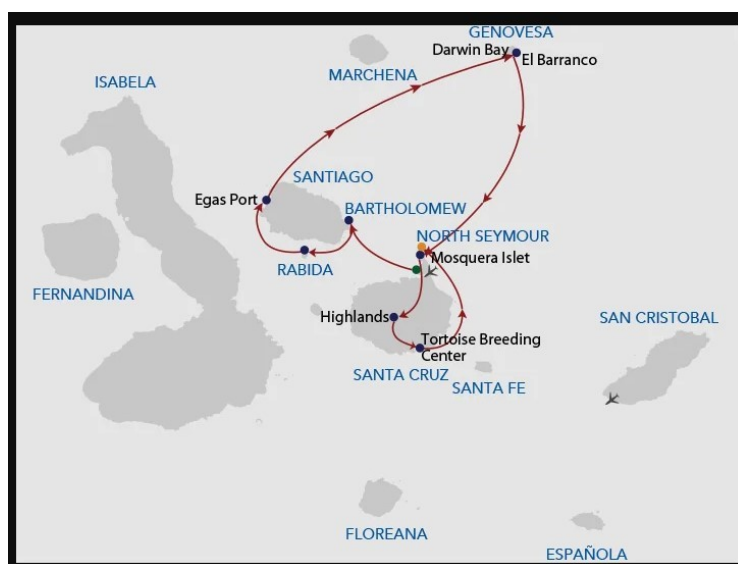 GENOVESA
Darwin Bay
El Barranco
MARCHENA
ISABELA
SANTIAGO
Egas Port
BARTHOLOMEW
NORTH SEYMOUR
Mosquera Islet
RABIDA
FERNANDINA
Highlands
SAN CRISTOBAL
Tortoise Breeding
Center
SANTA CRUZ
SANTA FE
FLOREANA
ESPAÑOLA